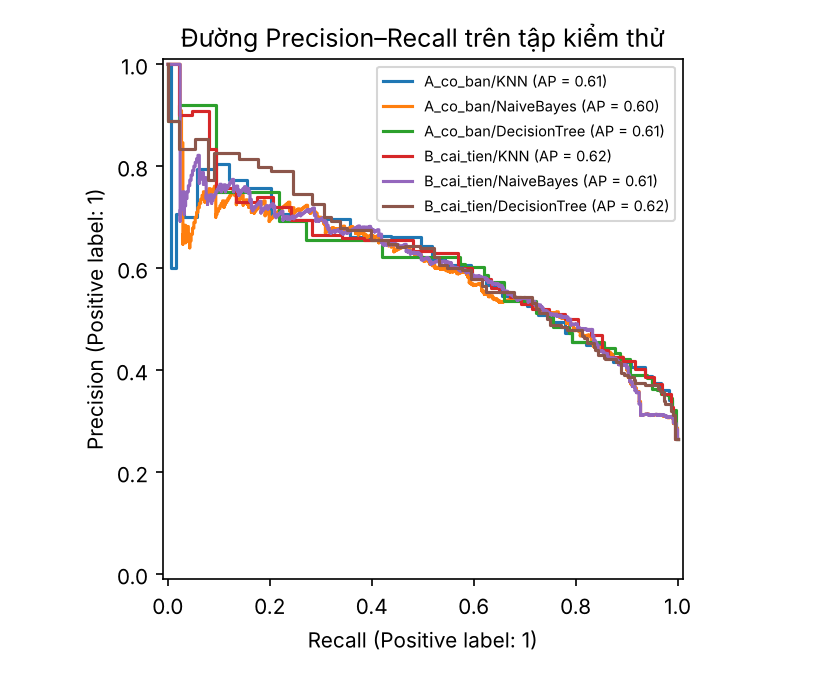 Đường Precision–Recall trên tập kiểm thử
A_co_ban/KNN (AP = 0.61)
A_co_ban/NaiveBayes (AP = 0.60)
A_co_ban/DecisionTree (AP = 0.61)
B_cai_tien/KNN (AP = 0.62)
B_cai_tien/NaiveBayes (AP = 0.61)
B_cai_tien/DecisionTree (AP = 0.62)
Precision (Positive label: 1)
1.0
0.8
0.6
0.4
0.2
0.0
0.0 0.2 0.4 0.6 0.8 1.0
Recall (Positive label: 1)